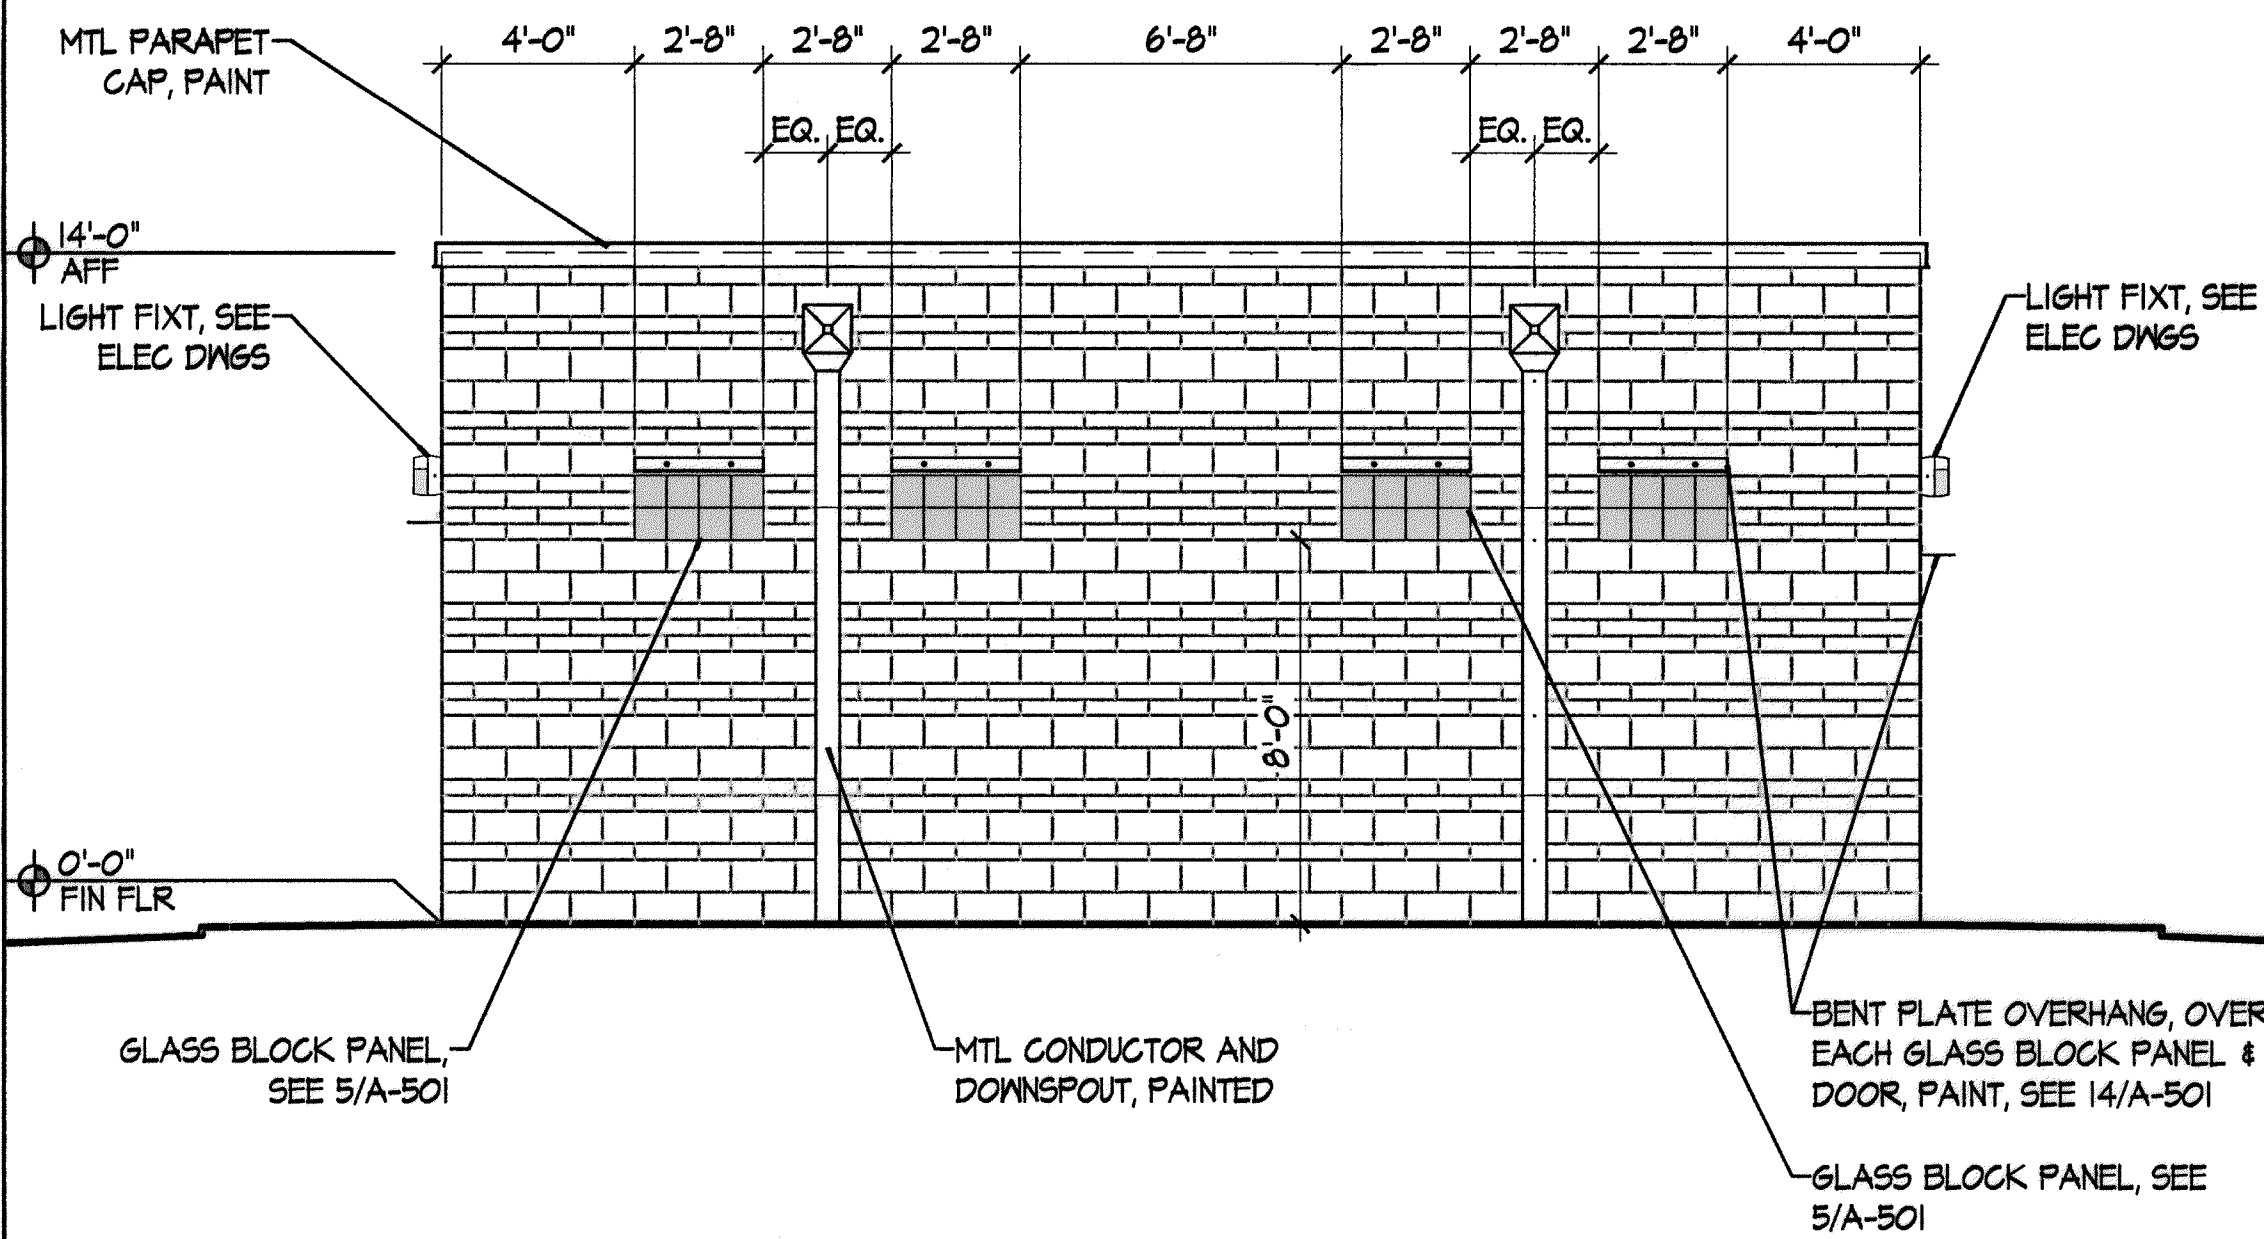 MTL PARAPET
CAP, PAINT
4'-0" 2'-8" 2'-8" 2'-8" 6'-8" 2'-8" 2'-8" 2'-8" 4'-0"
EQ. EQ. EQ. EQ.
14'-0"
AFF
LIGHT FIXT, SEE
ELEC DWGS
LIGHT FIXT, SEE
ELEC DWGS
8'-0"
0'-0"
FIN FLR
GLASS BLOCK PANEL,
SEE 5/A-501
MTL CONDUCTOR AND
DOWNSPOUT, PAINTED
BENT PLATE OVERHANG, OVER
EACH GLASS BLOCK PANEL &
DOOR, PAINT, SEE 14/A-501
GLASS BLOCK PANEL, SEE
5/A-501